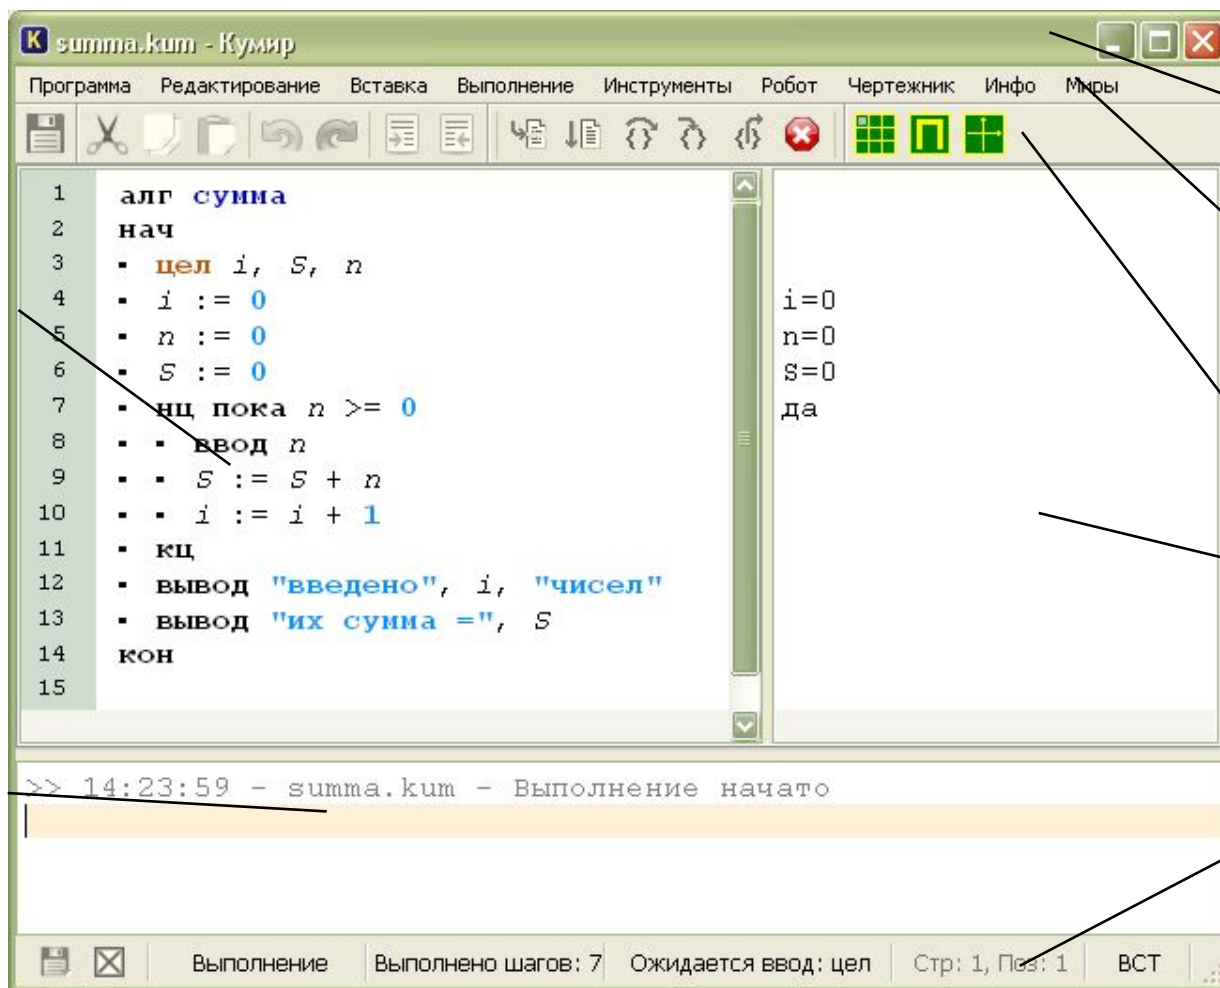 summa.kum - Кумир
Программа Редактирование Вставка Выполнение Инструменты Робот Чертежник Инфо Миры
1 алг сумма
2 нач
3 цел i, S, n
4 i := 0 i=0
5 n := 0 n=0
6 S := 0 S=0
7 нц пока n >= 0 да
8 ввод n
9 S := S + n
10 i := i + 1
11 кц
12 вывод "введено", i, "чисел"
13 вывод "их сумма =", S
14 кон
15
>> 14:23:59 - summa.kum - Выполнение начато
Выполнение Выполнено шагов: 7 Ожидается ввод: цел Стр: 1, Поз: 1 ВСТ